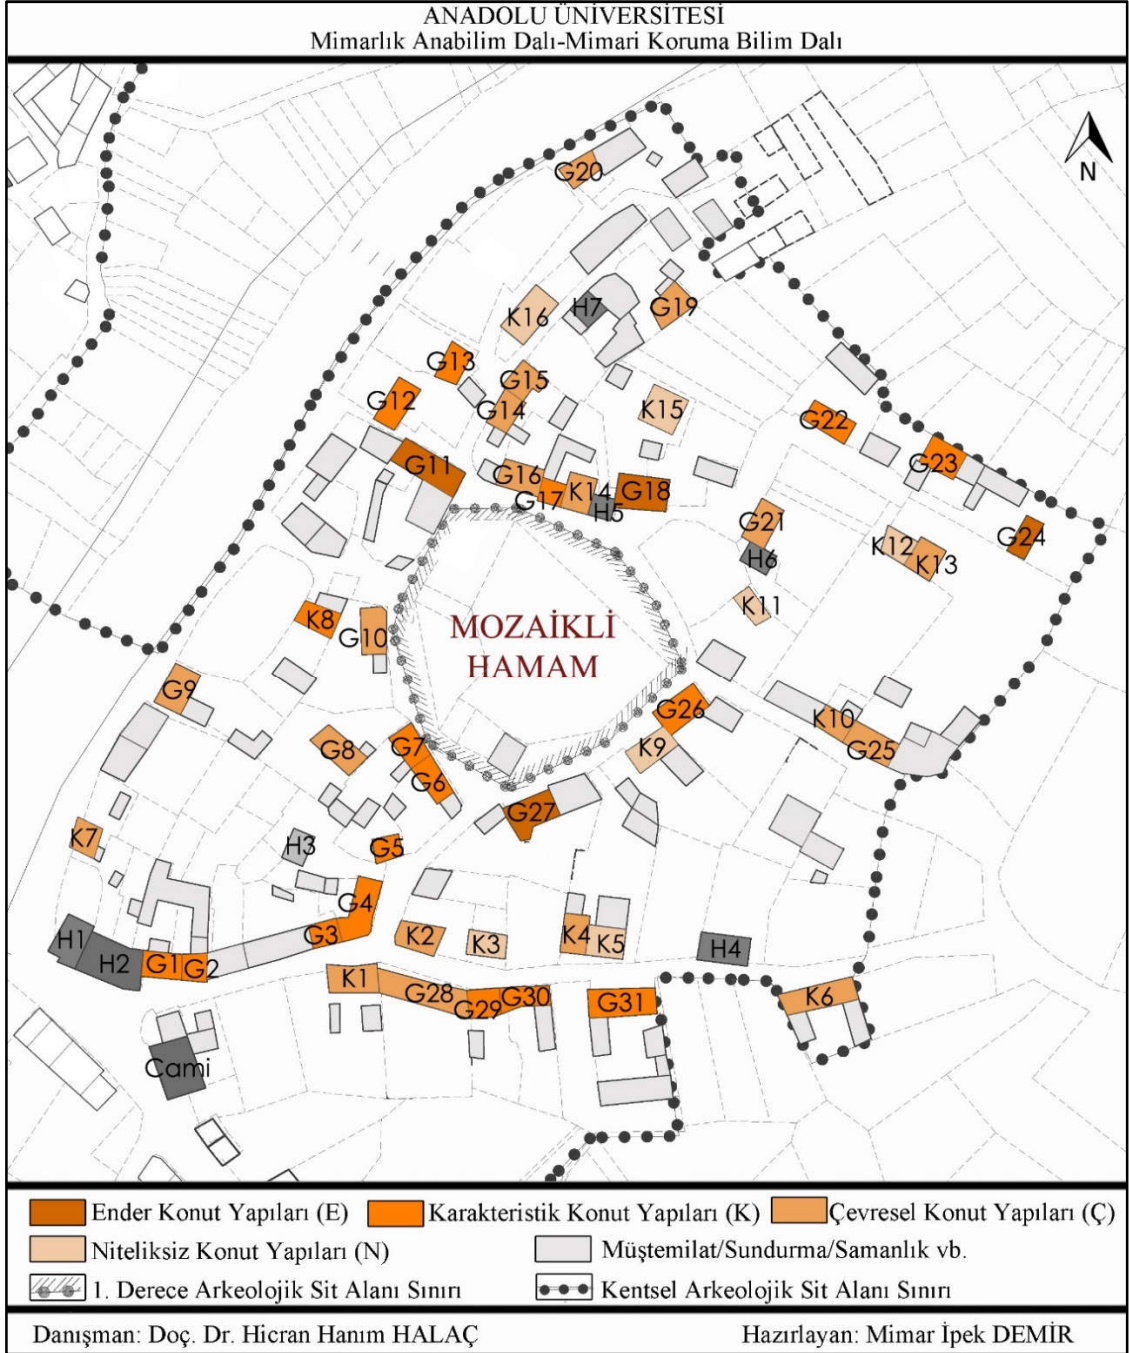 ANADOLU ÜNİVERSİTESİ
Mimarlık Anabilim Dalı-Mimari Koruma Bilim Dalı
N
G20
G19
H7
K16
G13
G15
G12
G14
K15
G22
G11
G23
G16
G18
K14
G17
H5
G21
G24
K12
H6
K13
K11
K8
G10
MOZAİKLİ
HAMAM
G9
G26
K10
G8
G7
K9
G25
G6
G27
K7
H3
G5
G4
G3
K2
K3
K4
K5
H1
H4
H2
G1
G2
K1
G28
G29
G30
G31
K6
Cami
Ender Konut Yapıları (E)
Karakteristik Konut Yapıları (K)
Çevresel Konut Yapıları (Ç)
Niteliksiz Konut Yapıları (N)
Müştemilat/Sundurma/Samanlık vb.
1. Derece Arkeolojik Sit Alanı Sınırı
Kentsel Arkeolojik Sit Alanı Sınırı
Danışman: Doç. Dr. Hicran Hanım HALAÇ
Hazırlayan: Mimar İpek DEMİR